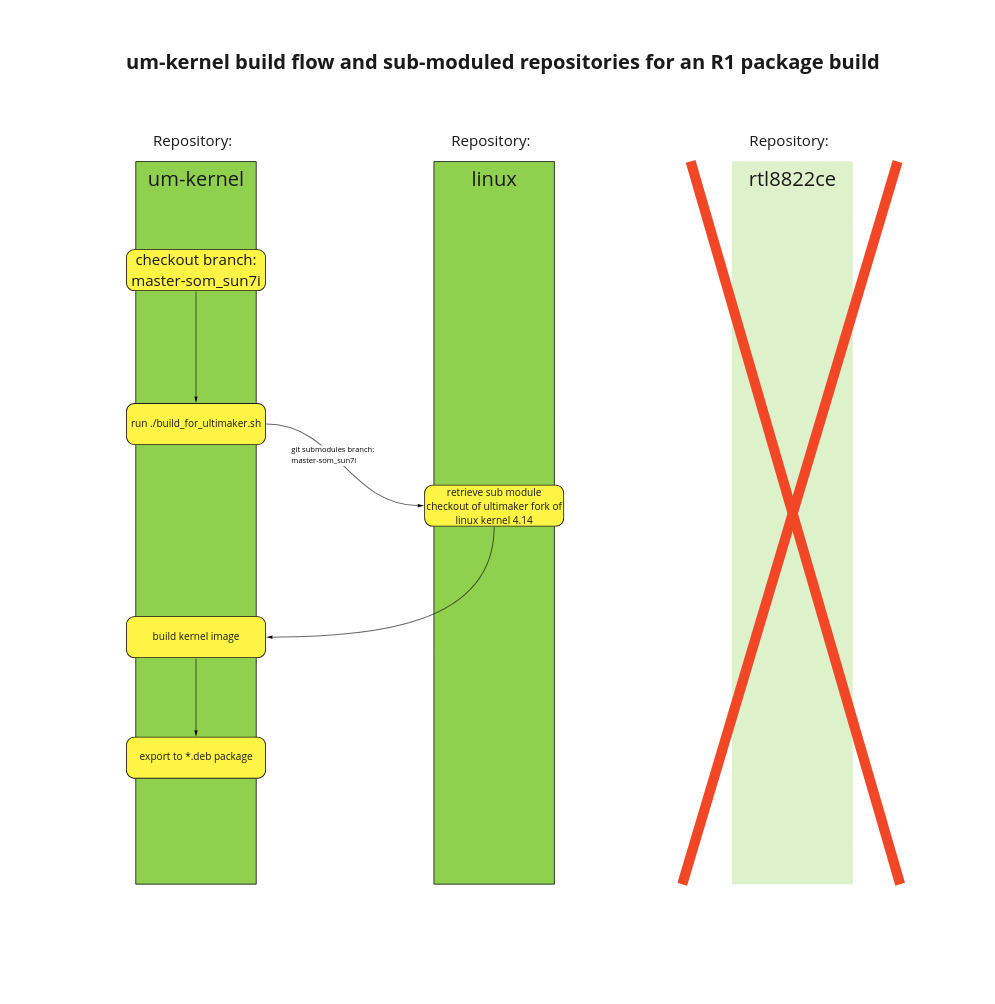 um-kernel build flow and sub-moduled repositories for an R1 package build
Repository:
um-kernel
checkout branch:
master-som_sun7i
run ./build_for_ultimaker.sh
git submodules branch:
master-som_sun7i
build kernel image
export to *.deb package
Repository:
linux
retrieve sub module
checkout of ultimaker fork of
linux kernel 4.14
Repository:
rtl8822ce